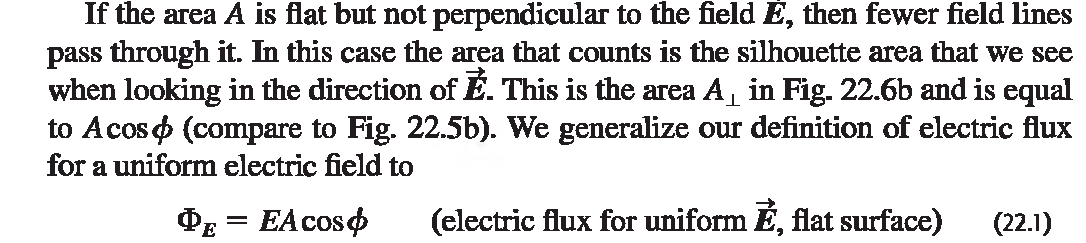 If the area A is flat but not perpendicular to the field E⃗, then fewer field lines
pass through it. In this case the area that counts is the silhouette area that we see
when looking in the direction of E⃗. This is the area A⊥ in Fig. 22.6b and is equal
to A cos ϕ (compare to Fig. 22.5b). We generalize our definition of electric flux
for a uniform electric field to
Φ_E = EA cos ϕ (electric flux for uniform E⃗, flat surface) (22.1)